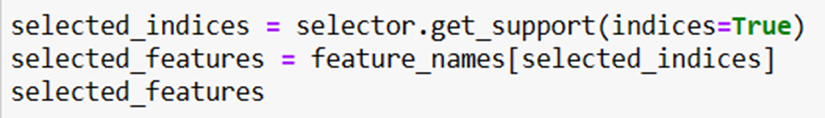 selected_indices = selector.get_support(indices=True)
selected_features = feature_names[selected_indices]
selected_features